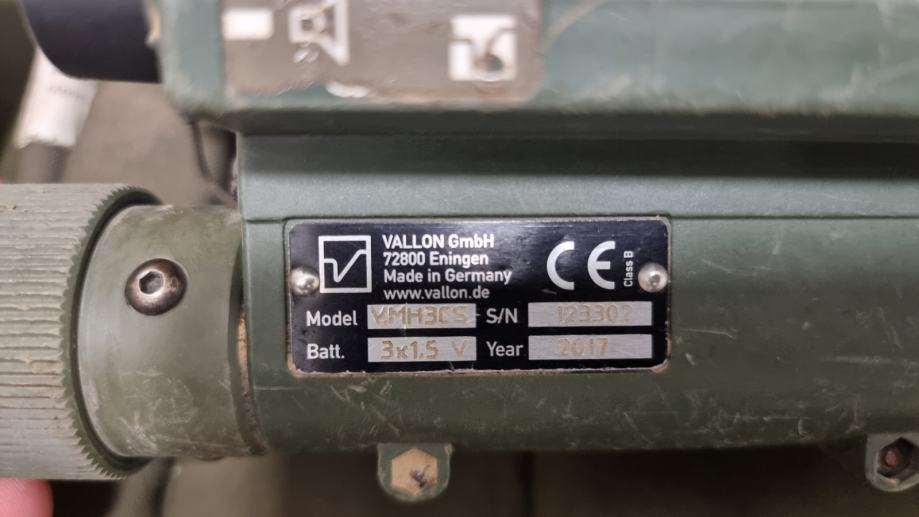 VALLON GmbH
72800 Eningen
Made in Germany
www.vallon.de
CE Class B
Model VMH3CS S/N 123302
Batt. 3x1.5 V Year 2017